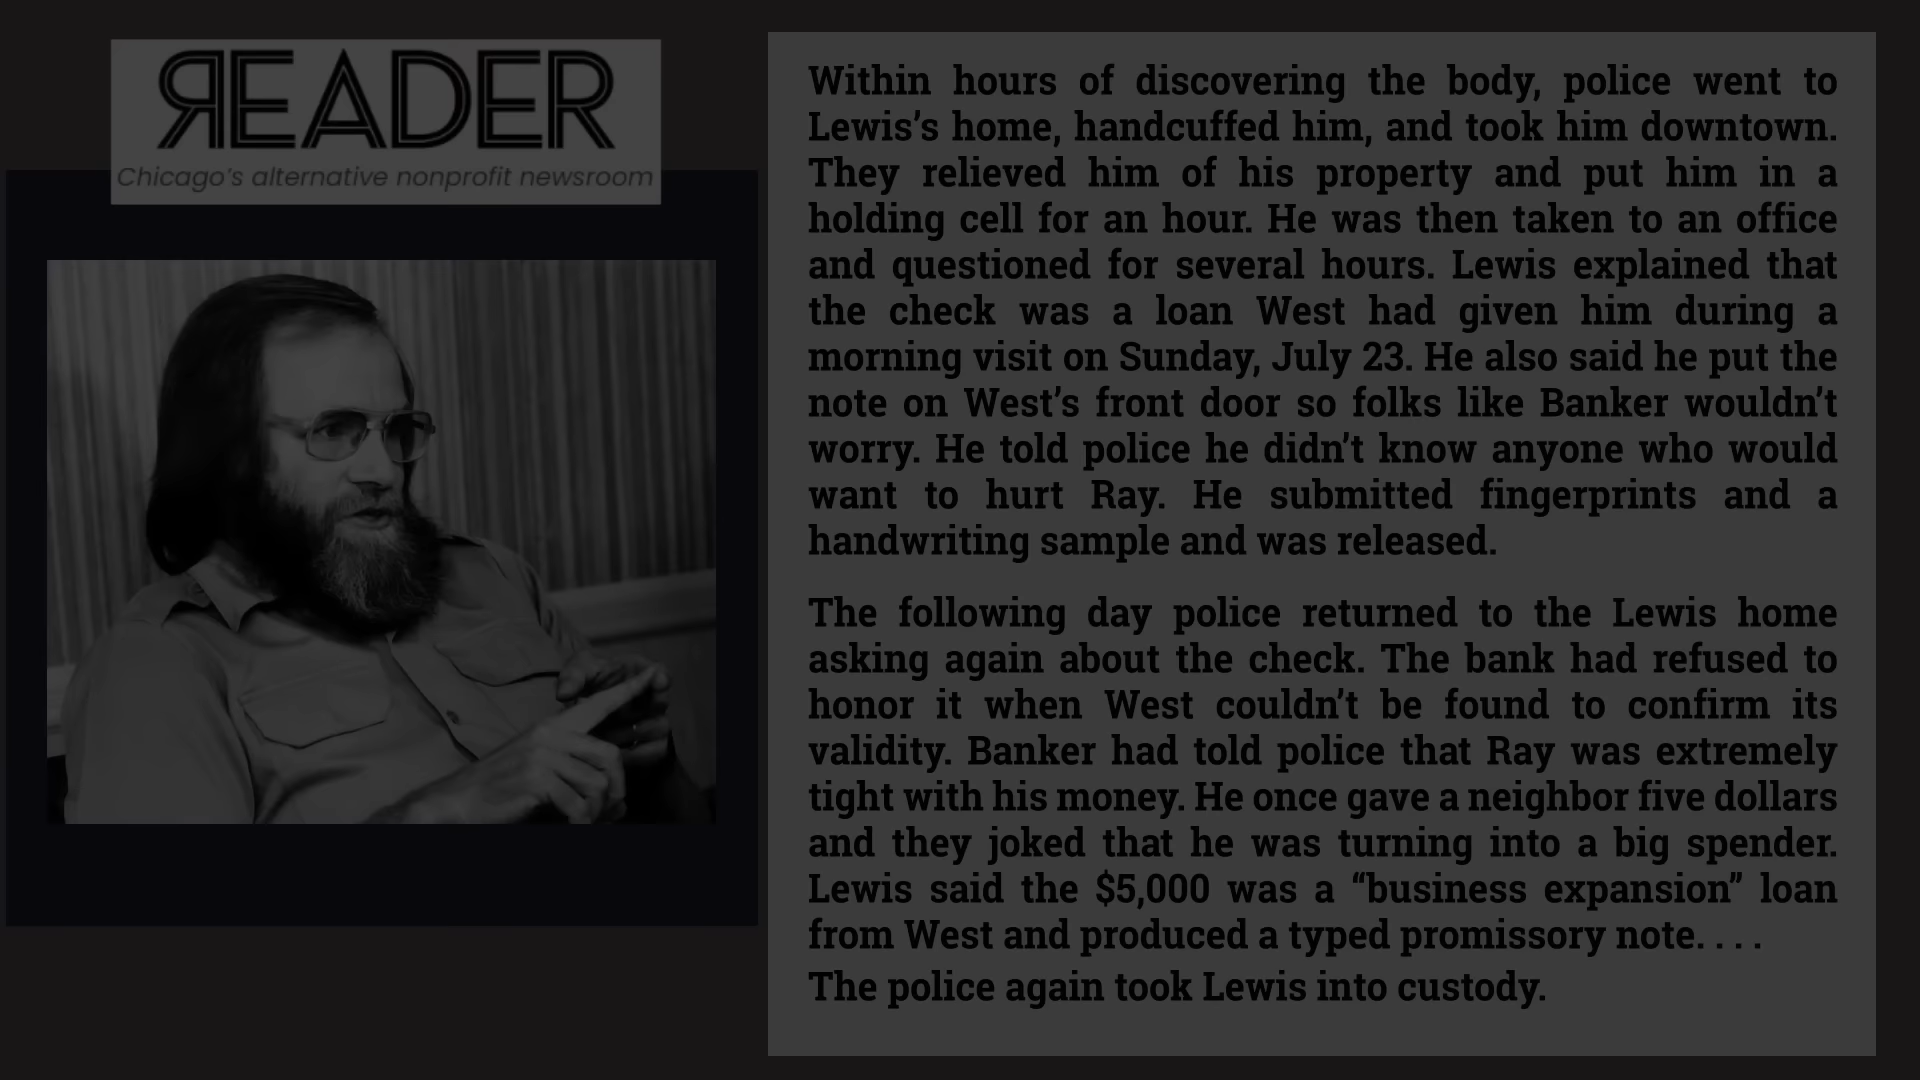 READER
Chicago's alternative nonprofit newsroom
Within hours of discovering the body, police went to
Lewis’s home, handcuffed him, and took him downtown.
They relieved him of his property and put him in a
holding cell for an hour. He was then taken to an office
and questioned for several hours. Lewis explained that
the check was a loan West had given him during a
morning visit on Sunday, July 23. He also said he put the
note on West’s front door so folks like Banker wouldn’t
worry. He told police he didn’t know anyone who would
want to hurt Ray. He submitted fingerprints and a
handwriting sample and was released.
The following day police returned to the Lewis home
asking again about the check. The bank had refused to
honor it when West couldn’t be found to confirm its
validity. Banker had told police that Ray was extremely
tight with his money. He once gave a neighbor five dollars
and they joked that he was turning into a big spender.
Lewis said the $5,000 was a “business expansion” loan
from West and produced a typed promissory note. . . .
The police again took Lewis into custody.